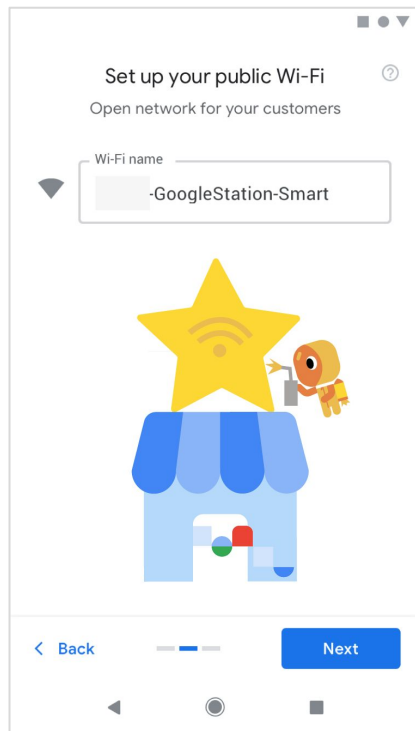 Set up your public Wi-Fi
Open network for your customers
Wi-Fi name
-GoogleStation-Smart
Back
Next